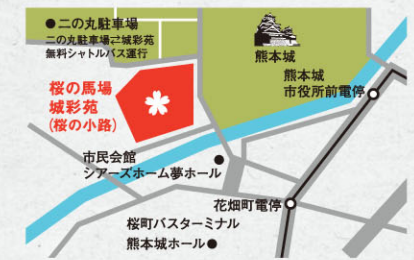 ●二の丸駐車場
二の丸駐車場⇄城彩苑
無料シャトルバス運行
熊本城
熊本城
市役所前電停
桜の馬場
城彩苑
(桜の小路)
市民会館
シアーズホーム夢ホール
花畑町電停
桜町バスターミナル
熊本城ホール●